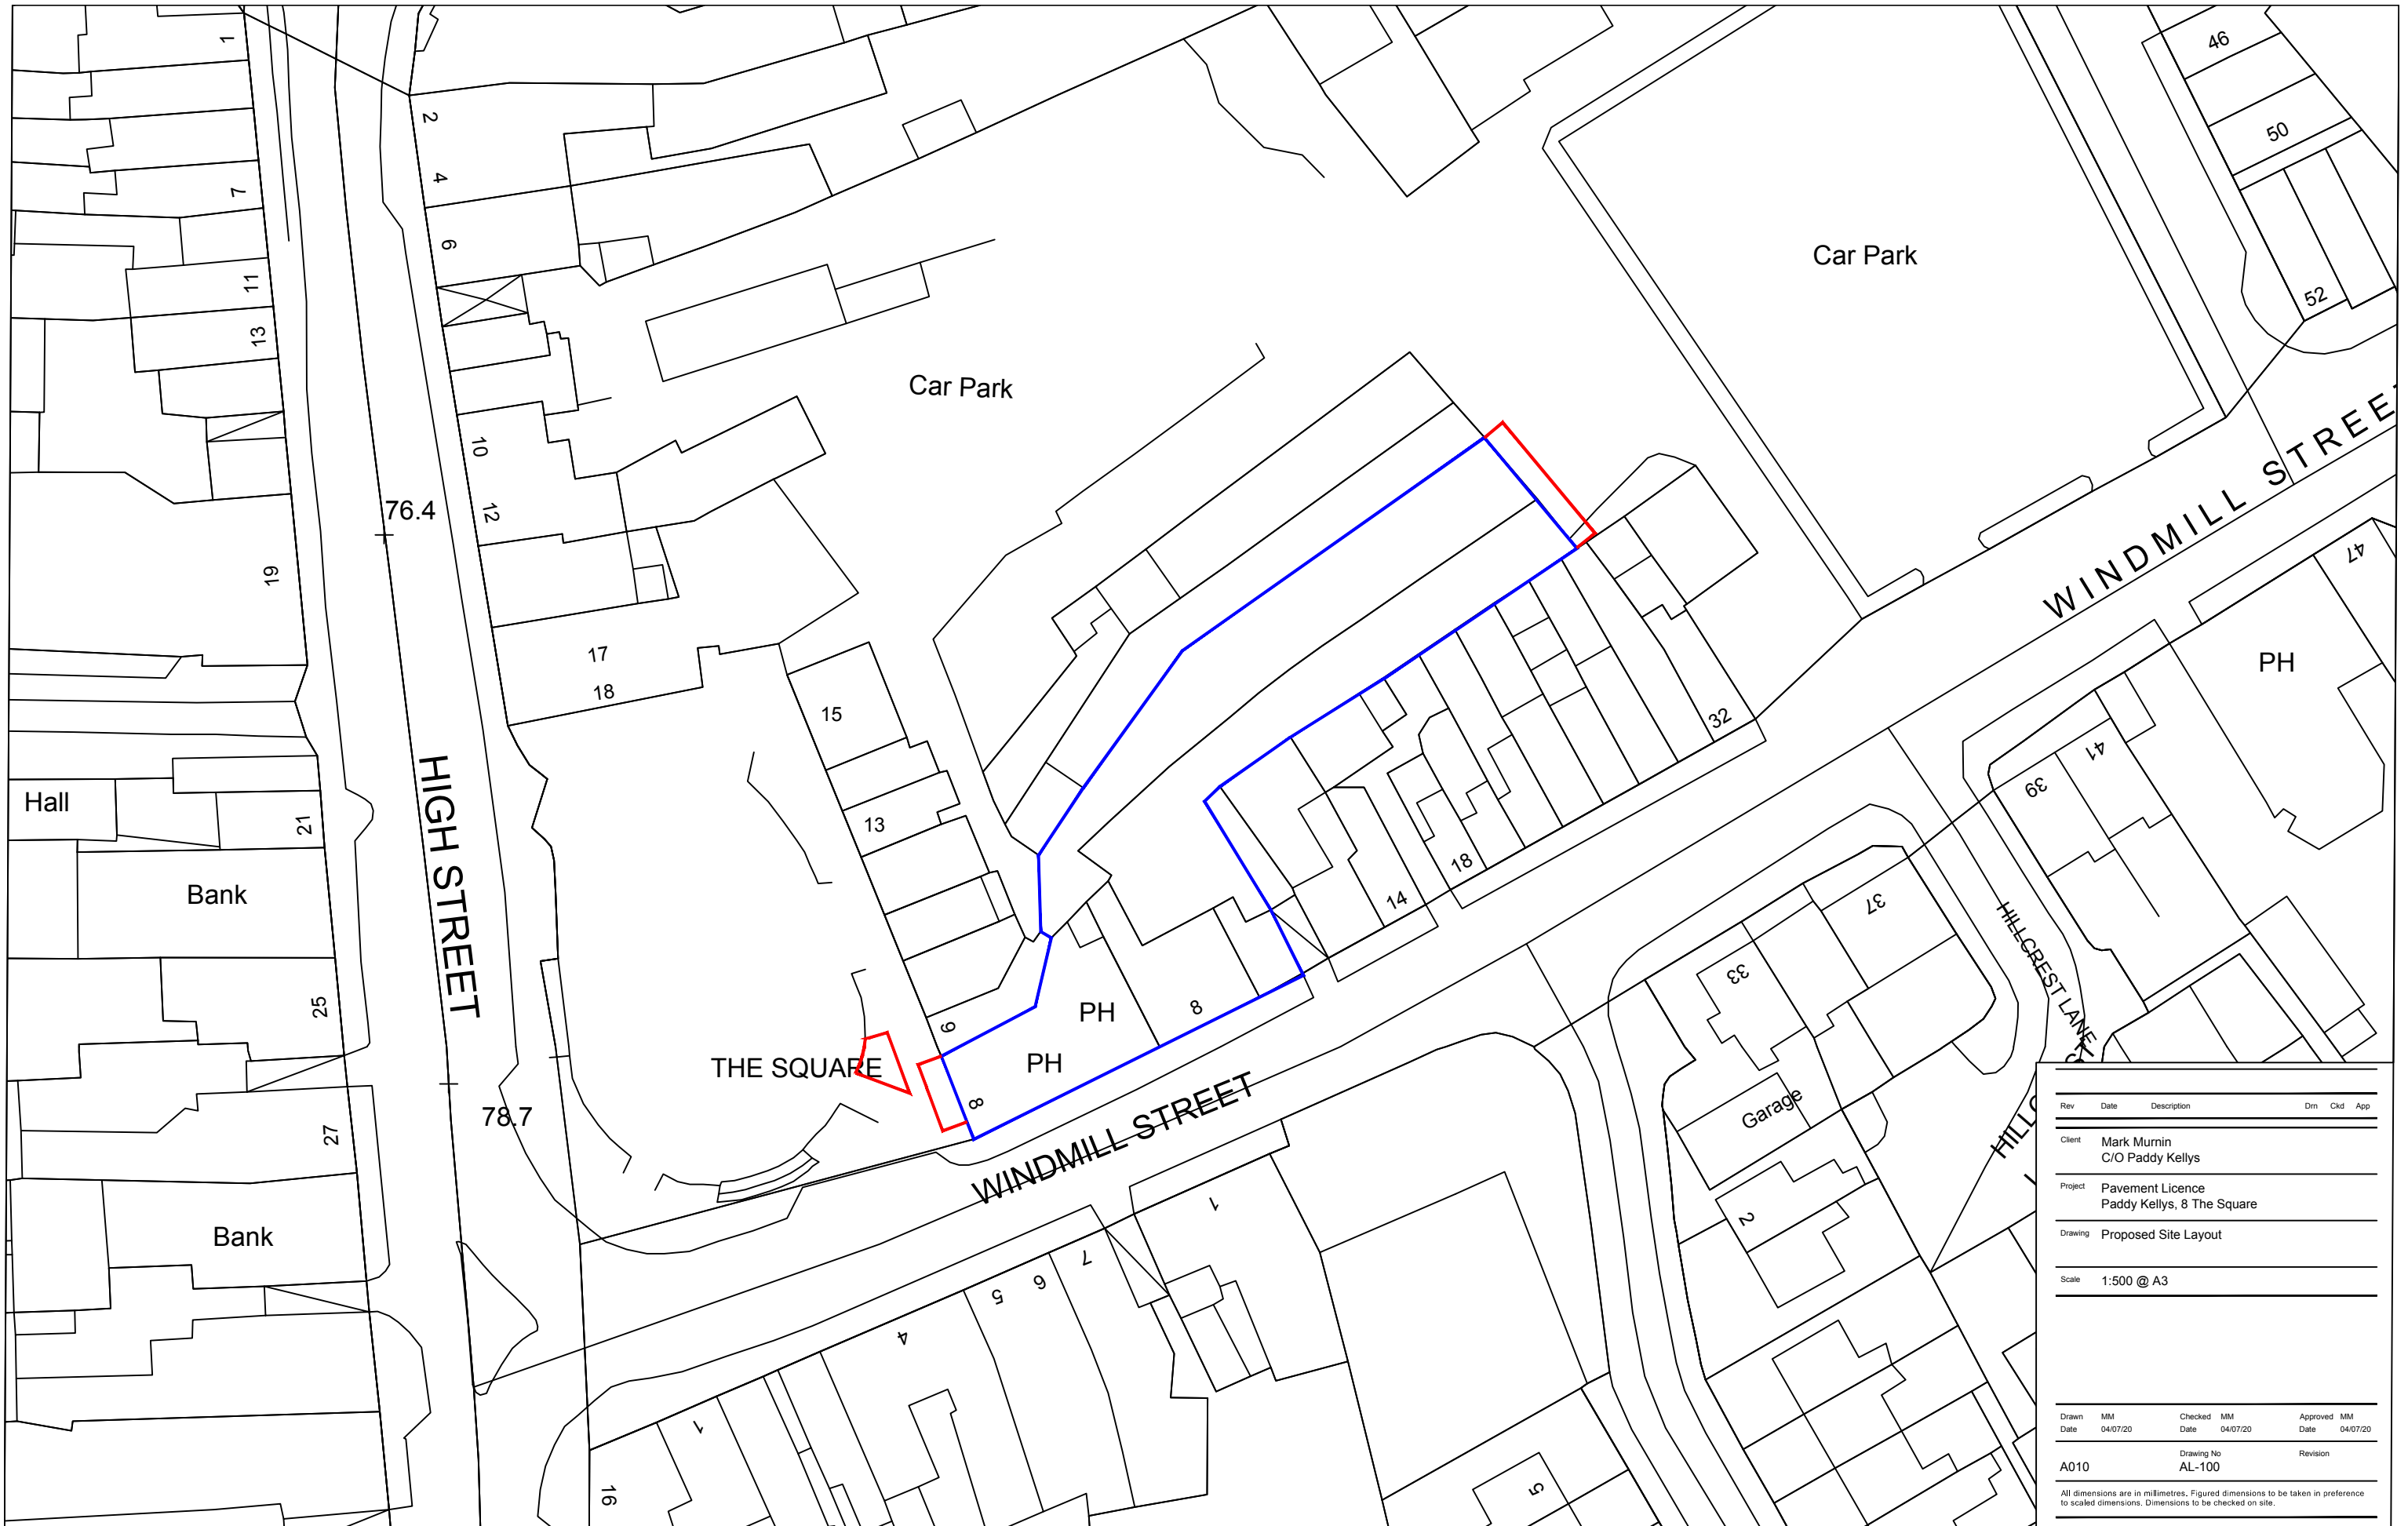 1
7
11
13
19
Hall
21
Bank
25
27
Bank
2
4
6
10
12
76.4
HIGH STREET
78.7
17
18
15
13
9
8
THE SQUARE
PH
PH
8
Car Park
Car Park
46
50
52
WINDMILL STREET
47
PH
32
18
14
41
39
37
33
HILLCREST LANE
Garage
2
WINDMILL STREET
1
7
6
5
4
1
16
5
Rev Date Description Drn Ckd App
Client Mark Murnin
C/O Paddy Kellys
Project Pavement Licence
Paddy Kellys, 8 The Square
Drawing Proposed Site Layout
Scale 1:500 @ A3
Drawn MM Checked MM Approved MM
Date 04/07/20 Date 04/07/20 Date 04/07/20
Drawing No Revision
A010 AL-100
All dimensions are in millimetres. Figured dimensions to be taken in preference
to scaled dimensions. Dimensions to be checked on site.